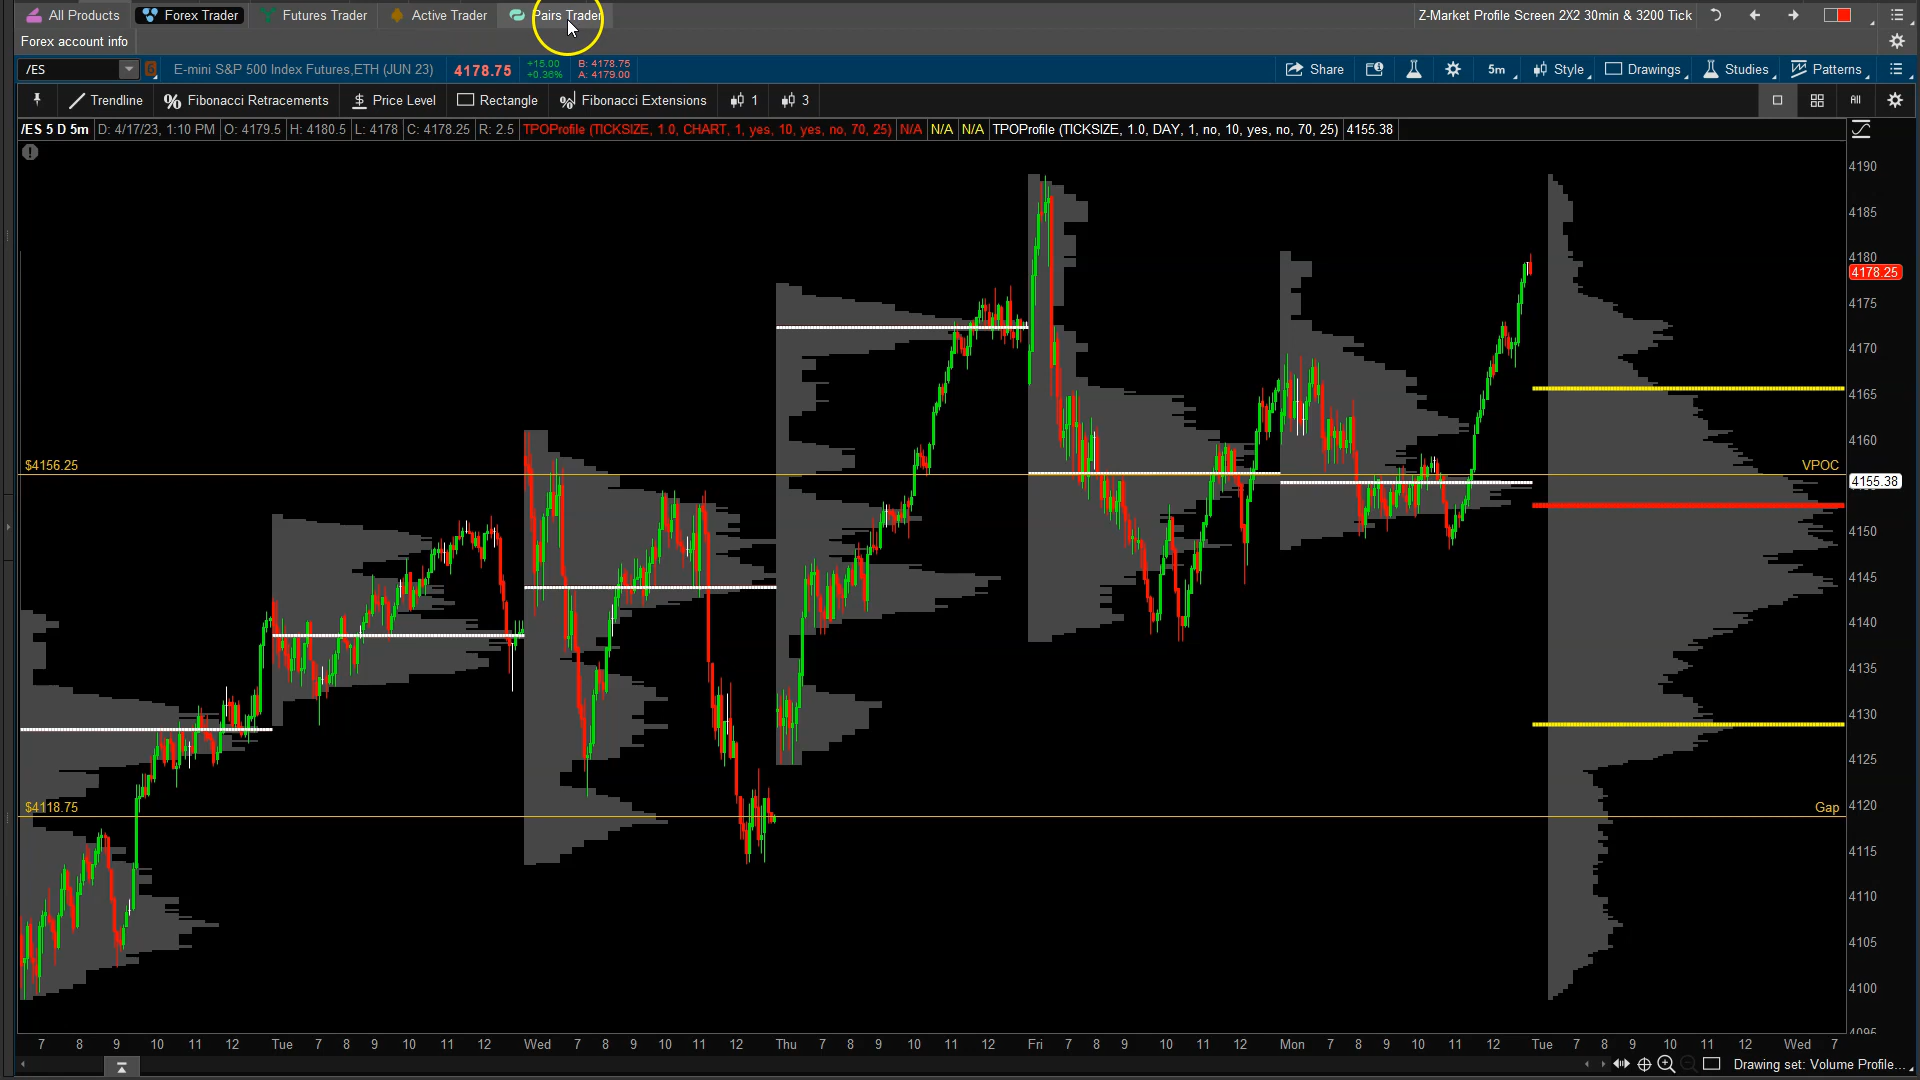 All Products Forex Trader Futures Trader Active Trader Pairs Trader Z-Market Profile Screen 2X2 30min & 3200 Tick
Forex account info
/ES E-mini S&P 500 Index Futures,ETH (JUN 23) 4178.75 +15.00 B: 4178.75 Share 5m Style Drawings Studies Patterns
+0.36% A: 4179.00
Trendline Fibonacci Retracements Price Level Rectangle Fibonacci Extensions 1 3 All
/ES 5 D 5m D: 4/17/23, 1:10 PM O: 4179.5 H: 4180.5 L: 4178 C: 4178.25 R: 2.5 TPOProfile (TICKSIZE, 1.0, CHART, 1, yes, 10, yes, no, 70, 25) N/A N/A N/A TPOProfile (TICKSIZE, 1.0, DAY, 1, no, 10, yes, no, 70, 25) 4155.38
4190
4185
4180
4178.25
4175
4170
4165
4160
$4156.25 VPOC
4155.38
4150
4145
4140
4135
4130
4125
$4118.75 Gap
4120
4115
4110
4105
4100
4095
7 8 9 10 11 12 Tue 7 8 9 10 11 12 Wed 7 8 9 10 11 12 Thu 7 8 9 10 11 12 Fri 7 8 9 10 11 12 Mon 7 8 9 10 11 12 Tue 7 8 9 10 11 12 Wed 7
Drawing set: Volume Profile...